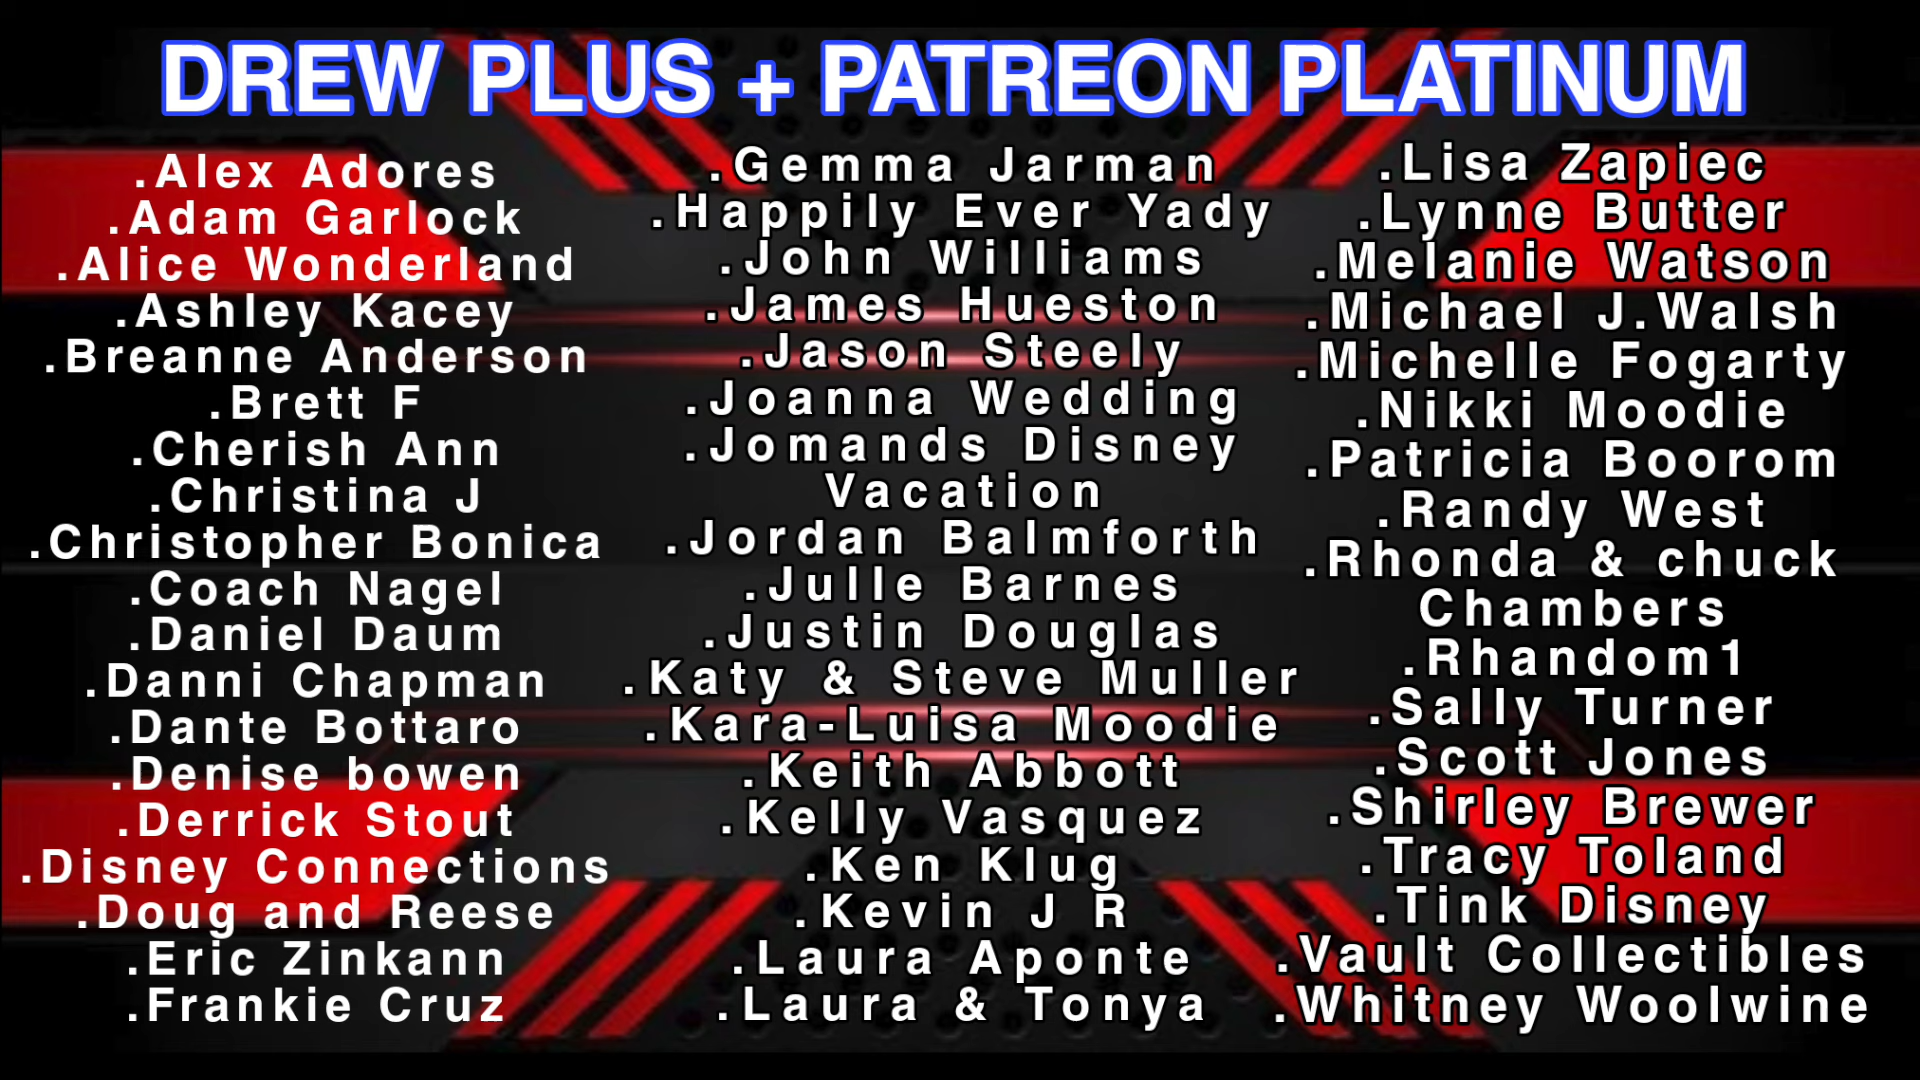 DREW PLUS + PATREON PLATINUM
.Alex Adores
.Adam Garlock
.Alice Wonderland
.Ashley Kacey
.Breanne Anderson
.Brett F
.Cherish Ann
.Christina J
.Christopher Bonica
.Coach Nagel
.Daniel Daum
.Danni Chapman
.Dante Bottaro
.Denise bowen
.Derrick Stout
.Disney Connections
.Doug and Reese
.Eric Zinkann
.Frankie Cruz
.Gemma Jarman
.Happily Ever Yady
.John Williams
.James Hueston
.Jason Steely
.Joanna Wedding
.Jomands Disney
Vacation
.Jordan Balmforth
.Julle Barnes
.Justin Douglas
.Katy & Steve Muller
.Kara-Luisa Moodie
.Keith Abbott
.Kelly Vasquez
.Ken Klug
.Kevin J R
.Laura Aponte
.Laura & Tonya
.Lisa Zapiec
.Lynne Butter
.Melanie Watson
.Michael J.Walsh
.Michelle Fogarty
.Nikki Moodie
.Patricia Boorom
.Randy West
.Rhonda & chuck
Chambers
.Rhandom1
.Sally Turner
.Scott Jones
.Shirley Brewer
.Tracy Toland
.Tink Disney
.Vault Collectibles
.Whitney Woolwine